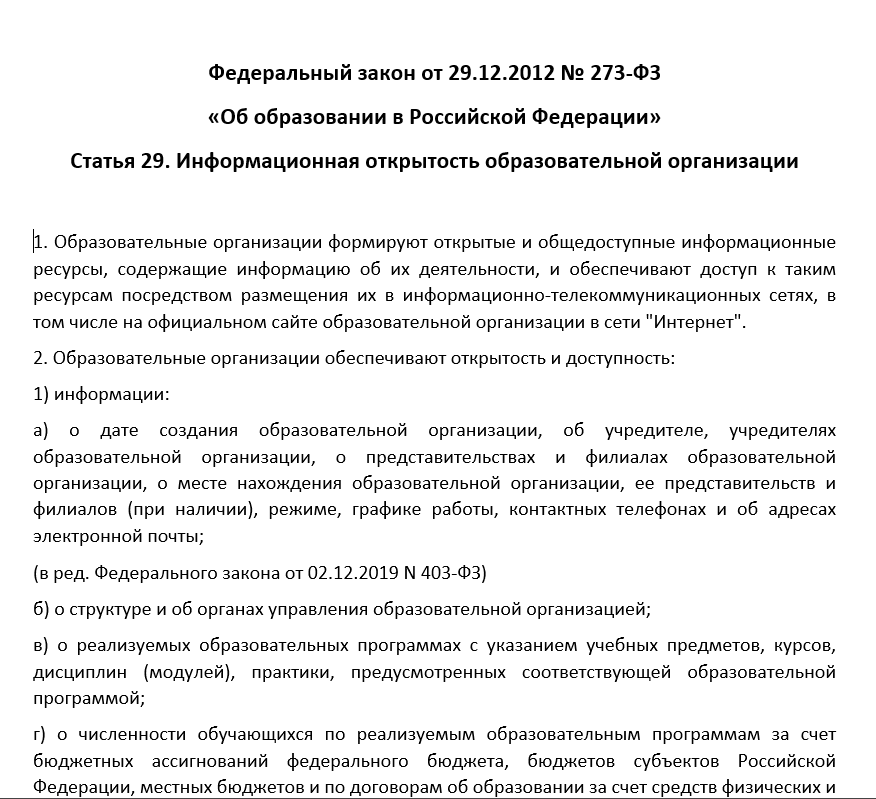 Федеральный закон от 29.12.2012 № 273-ФЗ
«Об образовании в Российской Федерации»
Статья 29. Информационная открытость образовательной организации
1. Образовательные организации формируют открытые и общедоступные информационные
ресурсы, содержащие информацию об их деятельности, и обеспечивают доступ к таким
ресурсам посредством размещения их в информационно-телекоммуникационных сетях, в
том числе на официальном сайте образовательной организации в сети "Интернет".
2. Образовательные организации обеспечивают открытость и доступность:
1) информации:
а) о дате создания образовательной организации, об учредителе, учредителях
образовательной организации, о представительствах и филиалах образовательной
организации, о месте нахождения образовательной организации, ее представительств и
филиалов (при наличии), режиме, графике работы, контактных телефонах и об адресах
электронной почты;
(в ред. Федерального закона от 02.12.2019 N 403-ФЗ)
б) о структуре и об органах управления образовательной организацией;
в) о реализуемых образовательных программах с указанием учебных предметов, курсов,
дисциплин (модулей), практики, предусмотренных соответствующей образовательной
программой;
г) о численности обучающихся по реализуемым образовательным программам за счет
бюджетных ассигнований федерального бюджета, бюджетов субъектов Российской
Федерации, местных бюджетов и по договорам об образовании за счет средств физических и